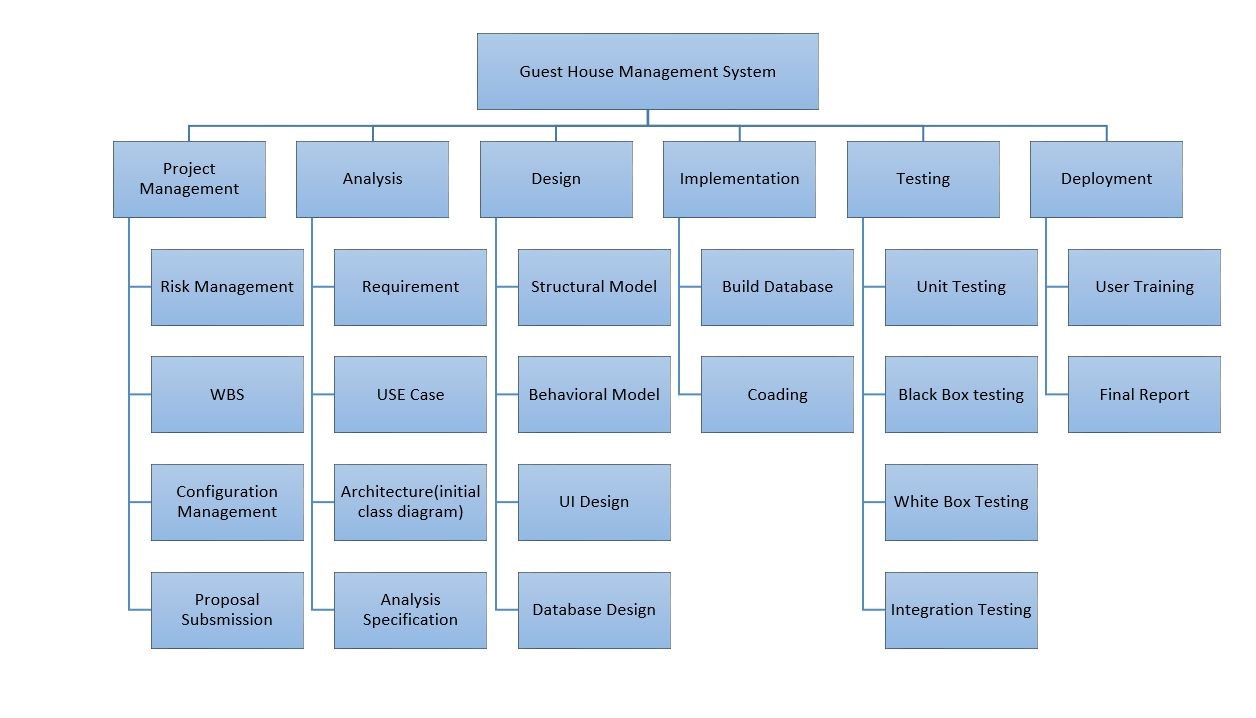 Guest House Management System
Project
Management
Analysis
Design
Implementation
Testing
Deployment
Risk Management
Requirement
Structural Model
Build Database
Unit Testing
User Training
WBS
USE Case
Behavioral Model
Coading
Black Box testing
Final Report
Configuration
Management
Architecture(initial
class diagram)
UI Design
White Box Testing
Proposal
Subsmission
Analysis
Specification
Database Design
Integration Testing